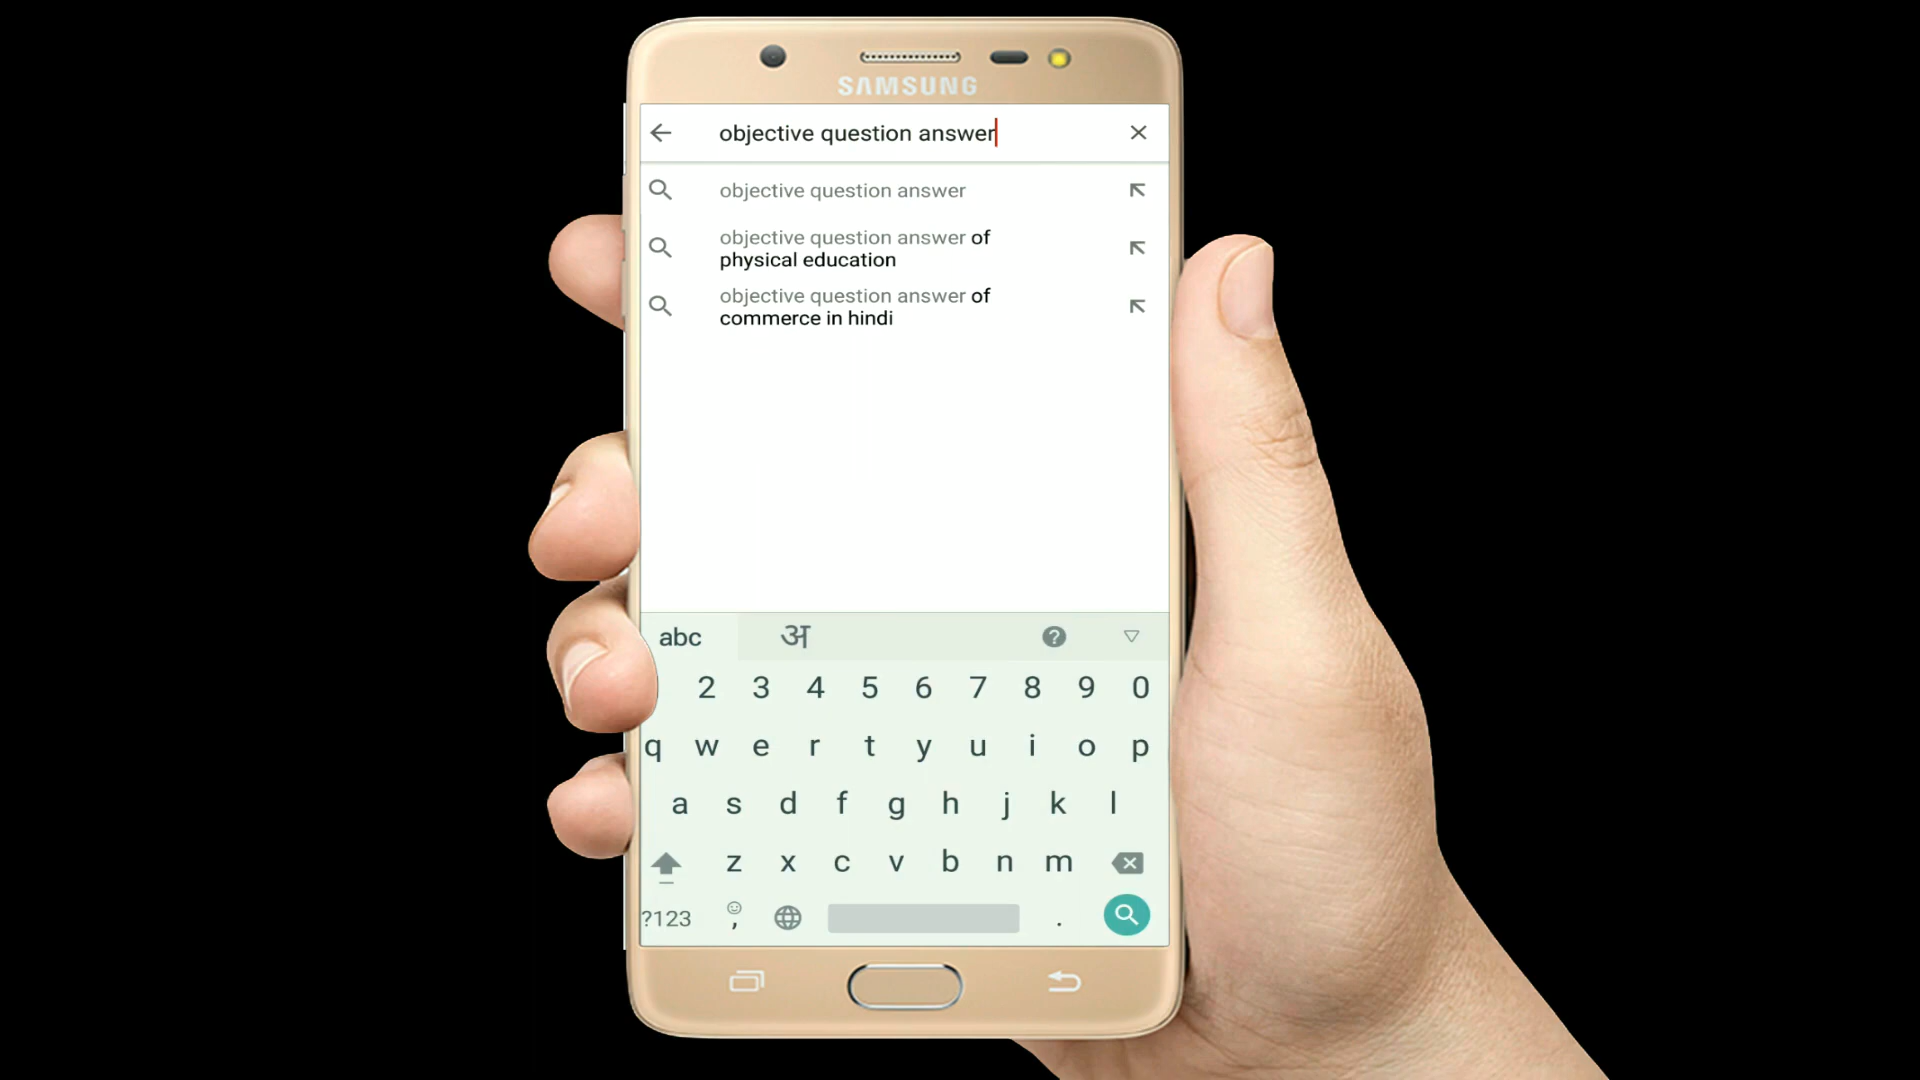 SAMSUNG
objective question answer
objective question answer
objective question answer of
physical education
objective question answer of
commerce in hindi
abc अ ?
2 3 4 5 6 7 8 9 0
q w e r t y u i o p
a s d f g h j k l
z x c v b n m
?123 , .